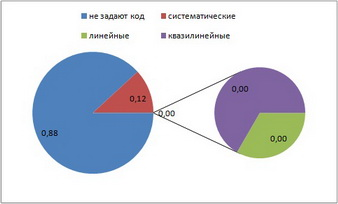 не задают код систематические
линейные квазилинейные
0,00
0,12
0,00
0,88
0,00